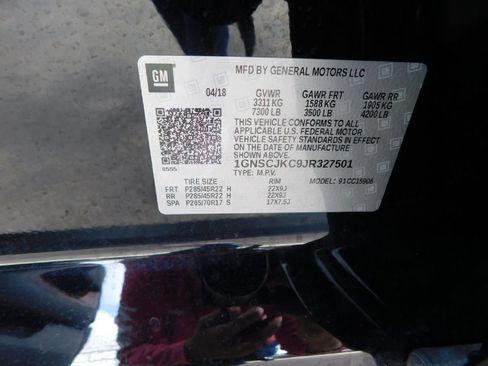 GM
MFD BY GENERAL MOTORS LLC
04/18 GVWR GAWR FRT GAWR RR
3311 KG 1588 KG 1905 KG
7300 LB 3500 LB 4200 LB
THIS VEHICLE CONFORMS TO ALL
APPLICABLE U.S. FEDERAL MOTOR
VEHICLE SAFETY STANDARDS IN EFFECT
ON THE DATE OF MANUFACTURE SHOWN ABOVE.
1GNSCJKC9JR327501
TYPE: M.P.V. MODEL: 91CC15906
TIRE SIZE RIM
FRT P285/45R22 H 22X9J
RR P285/45R22 H 22X9J
SPA P265/70R17 S 17X7.5J